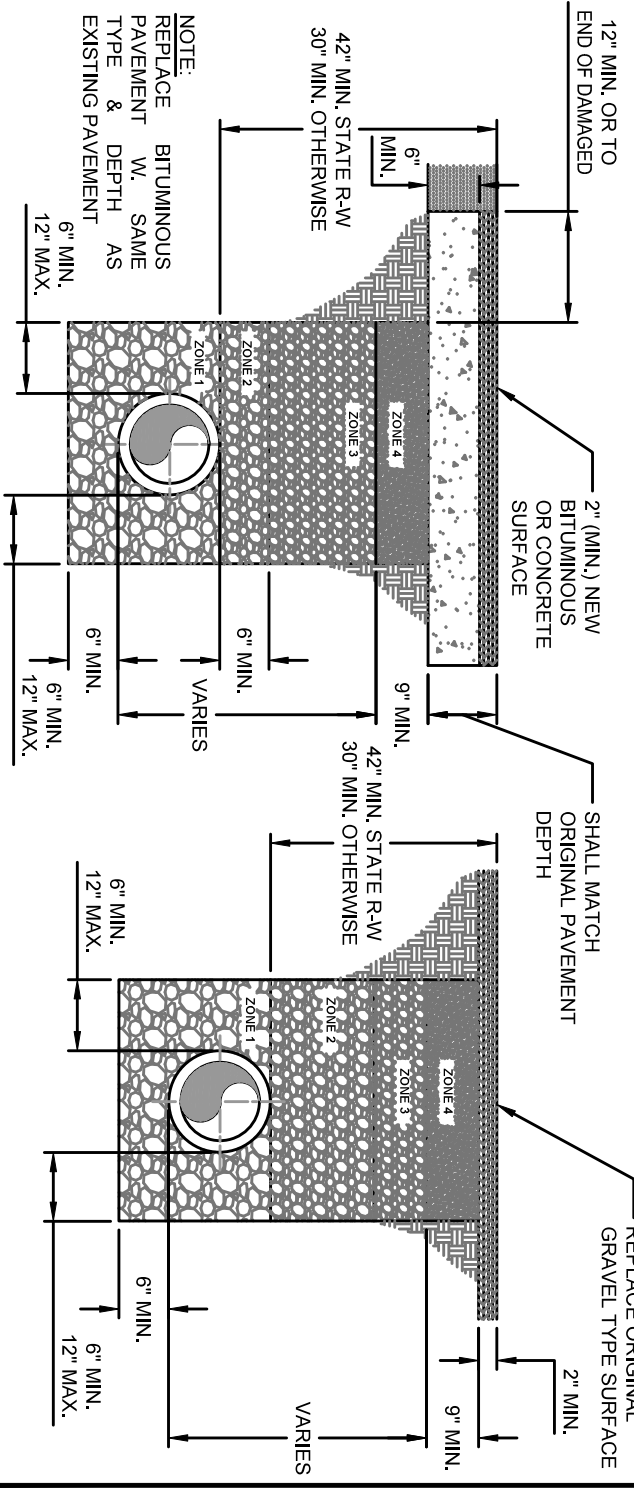 12" MIN. OR TO
END OF DAMAGED
2" (MIN.) NEW
BITUMINOUS
OR CONCRETE
SURFACE
SHALL MATCH
ORIGINAL PAVEMENT
DEPTH
42" MIN. STATE R-W
30" MIN. OTHERWISE
6"
MIN.
9" MIN.
ZONE 4
ZONE 3
ZONE 2
ZONE 1
VARIES
6" MIN.
6" MIN.
6" MIN.
12" MAX.
6" MIN.
12" MAX.
NOTE:
REPLACE BITUMINOUS
PAVEMENT W. SAME
TYPE & DEPTH AS
EXISTING PAVEMENT
REPLACE ORIGINAL
GRAVEL TYPE SURFACE
2" MIN.
9" MIN.
42" MIN. STATE R-W
30" MIN. OTHERWISE
ZONE 4
ZONE 3
ZONE 2
ZONE 1
VARIES
6" MIN.
6" MIN.
12" MAX.
6" MIN.
12" MAX.